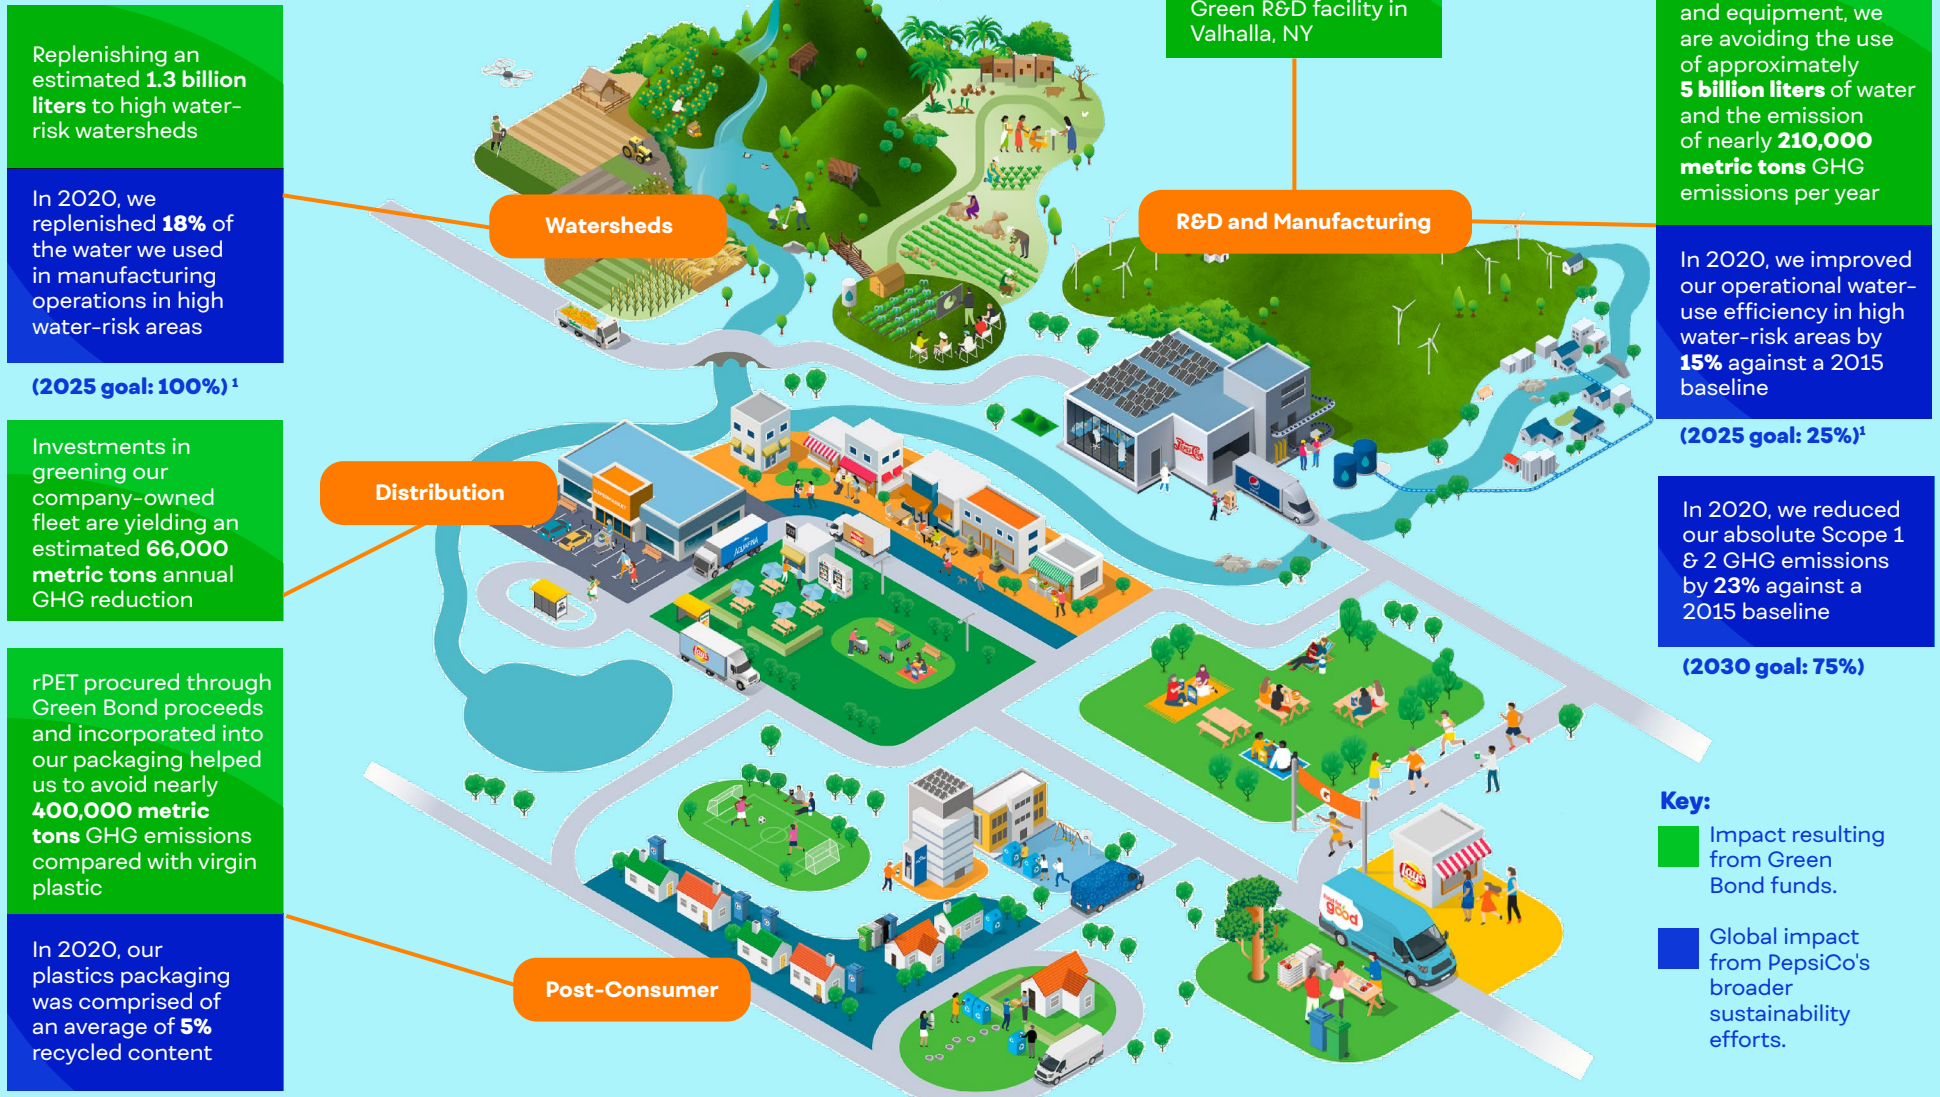 Replenishing an
estimated 1.3 billion
liters to high water-
risk watersheds
In 2020, we
replenished 18% of
the water we used
in manufacturing
operations in high
water-risk areas
(2025 goal: 100%) 1
Investments in
greening our
company-owned
fleet are yielding an
estimated 66,000
metric tons annual
GHG reduction
rPET procured through
Green Bond proceeds
and incorporated into
our packaging helped
us to avoid nearly
400,000 metric
tons GHG emissions
compared with virgin
plastic
In 2020, our
plastics packaging
was comprised of
an average of 5%
recycled content
Watersheds
Distribution
Post-Consumer
Green R&D facility in
Valhalla, NY
R&D and Manufacturing
and equipment, we
are avoiding the use
of approximately
5 billion liters of water
and the emission
of nearly 210,000
metric tons GHG
emissions per year
In 2020, we improved
our operational water-
use efficiency in high
water-risk areas by
15% against a 2015
baseline
(2025 goal: 25%)1
In 2020, we reduced
our absolute Scope 1
& 2 GHG emissions
by 23% against a
2015 baseline
(2030 goal: 75%)
Key:
Impact resulting
from Green
Bond funds.
Global impact
from PepsiCo's
broader
sustainability
efforts.
AQUAFINA
Lay's
Lay's
G
good